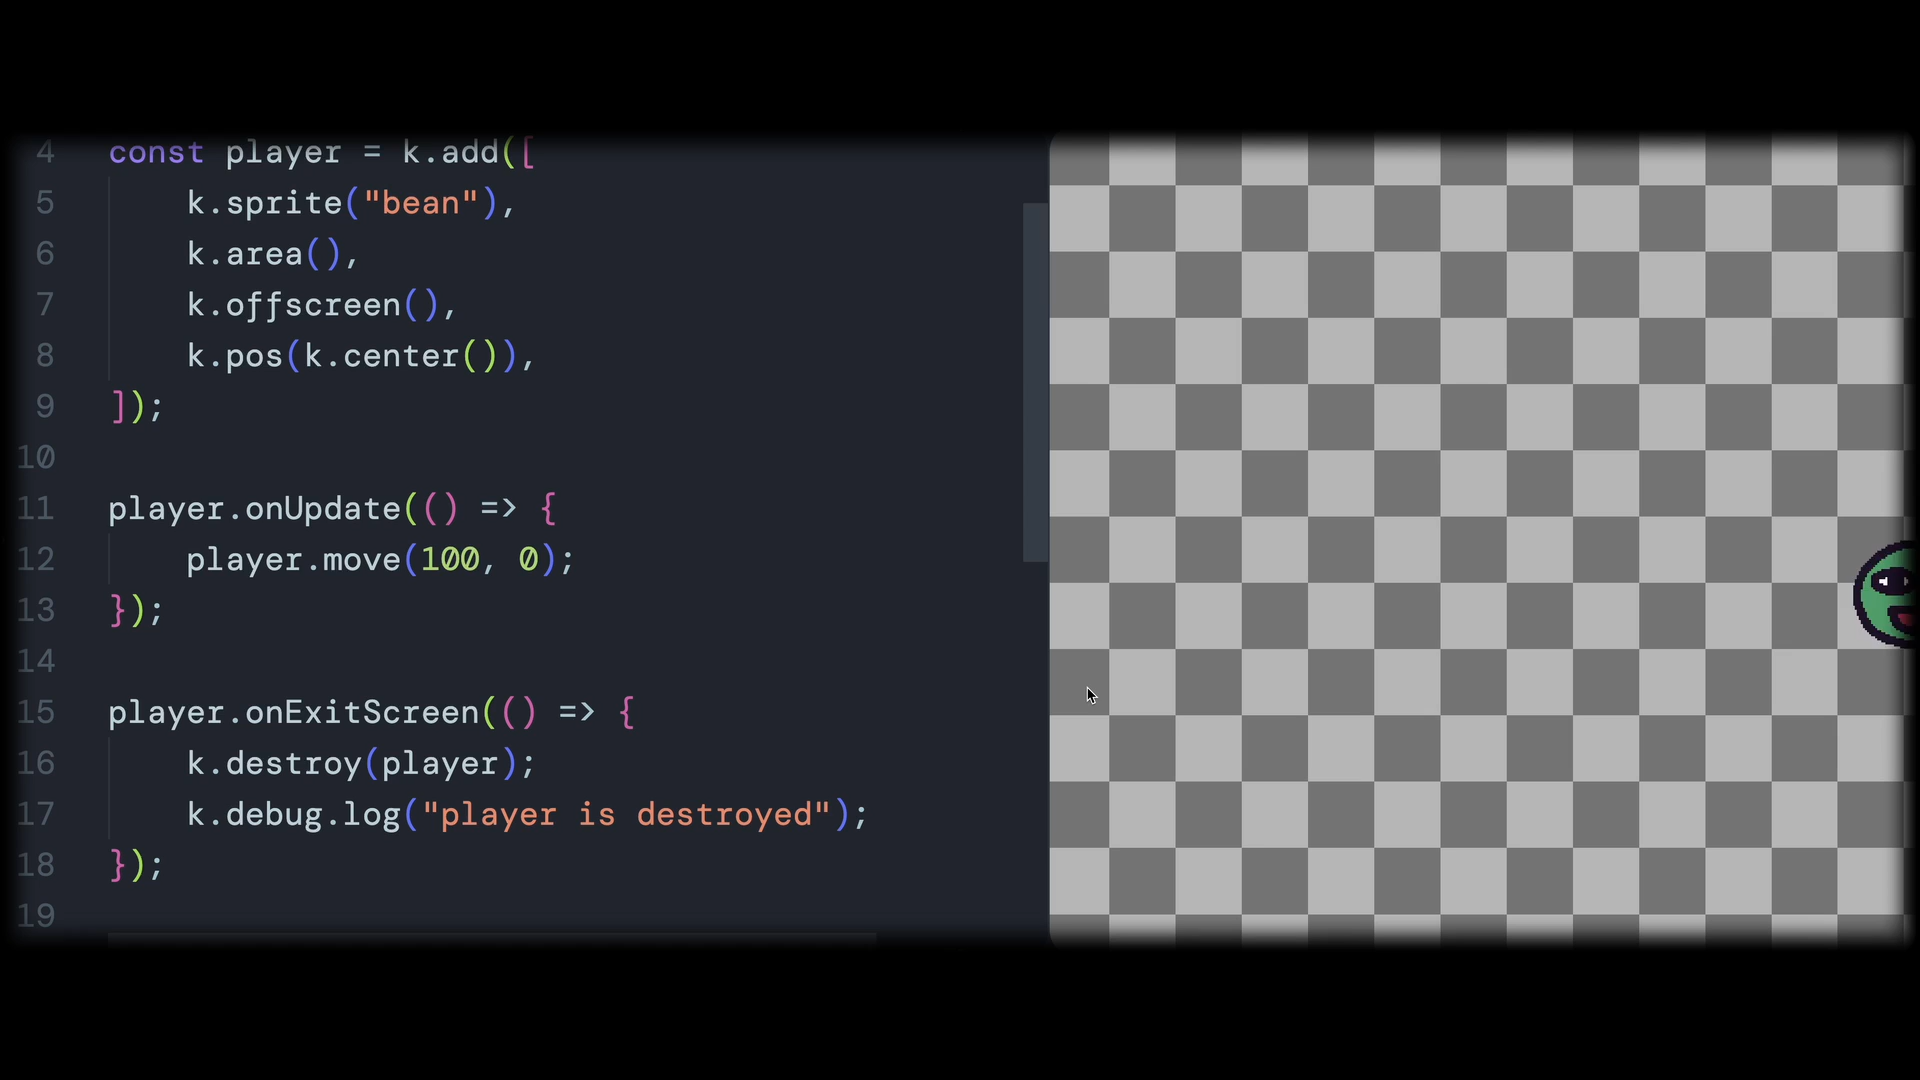 4 const player = k.add([
5 k.sprite("bean"),
6 k.area(),
7 k.offscreen(),
8 k.pos(k.center()),
9 ]);
10
11 player.onUpdate(() => {
12 player.move(100, 0);
13 });
14
15 player.onExitScreen(() => {
16 k.destroy(player);
17 k.debug.log("player is destroyed");
18 });
19